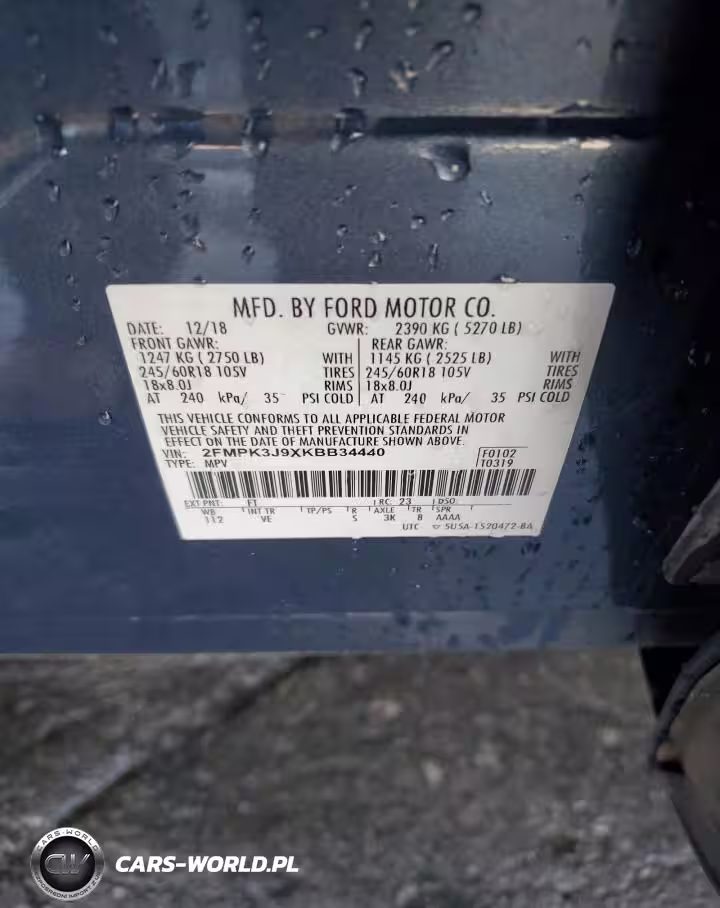 MFD. BY FORD MOTOR CO.
DATE: 12/18 GVWR: 2390 KG ( 5270 LB)
FRONT GAWR: REAR GAWR:
1247 KG ( 2750 LB) WITH 1145 KG ( 2525 LB) WITH
245/60R18 105V TIRES 245/60R18 105V TIRES
18x8.0J RIMS 18x8.0J RIMS
AT 240 kPa/ 35 PSI COLD AT 240 kPa/ 35 PSI COLD
THIS VEHICLE CONFORMS TO ALL APPLICABLE FEDERAL MOTOR
VEHICLE SAFETY AND THEFT PREVENTION STANDARDS IN
EFFECT ON THE DATE OF MANUFACTURE SHOWN ABOVE.
VIN: 2FMPK3J9XKBB34440 F0102
TYPE: MPV T0319
EXT PNT: FT RC: 23 DSO:
WB INT TR TP/PS R AXLE TR SPR
112 VE S 3K 8 AAAA
UTC 5U5A-1520472-BA
CARS-WORLD
CW
CARS-WORLD.PL